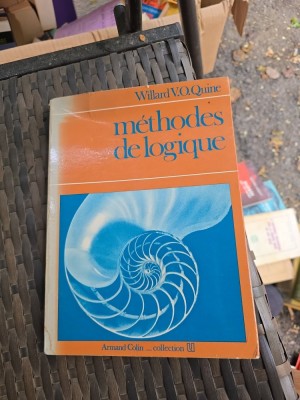 Willard V.O. Quine
méthodes
de logique
Armand Colin ... collection U